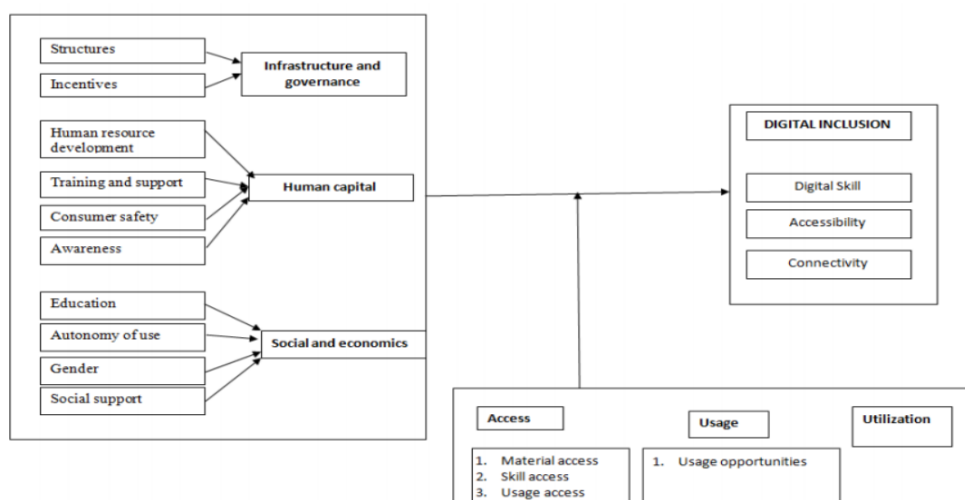 Structures
Incentives
Infrastructure and
governance
Human resource
development
Training and support
Consumer safety
Awareness
Human capital
Education
Autonomy of use
Gender
Social support
Social and economics
DIGITAL INCLUSION
Digital Skill
Accessibility
Connectivity
Access
1. Material access
2. Skill access
3. Usage access
Usage
1. Usage opportunities
Utilization